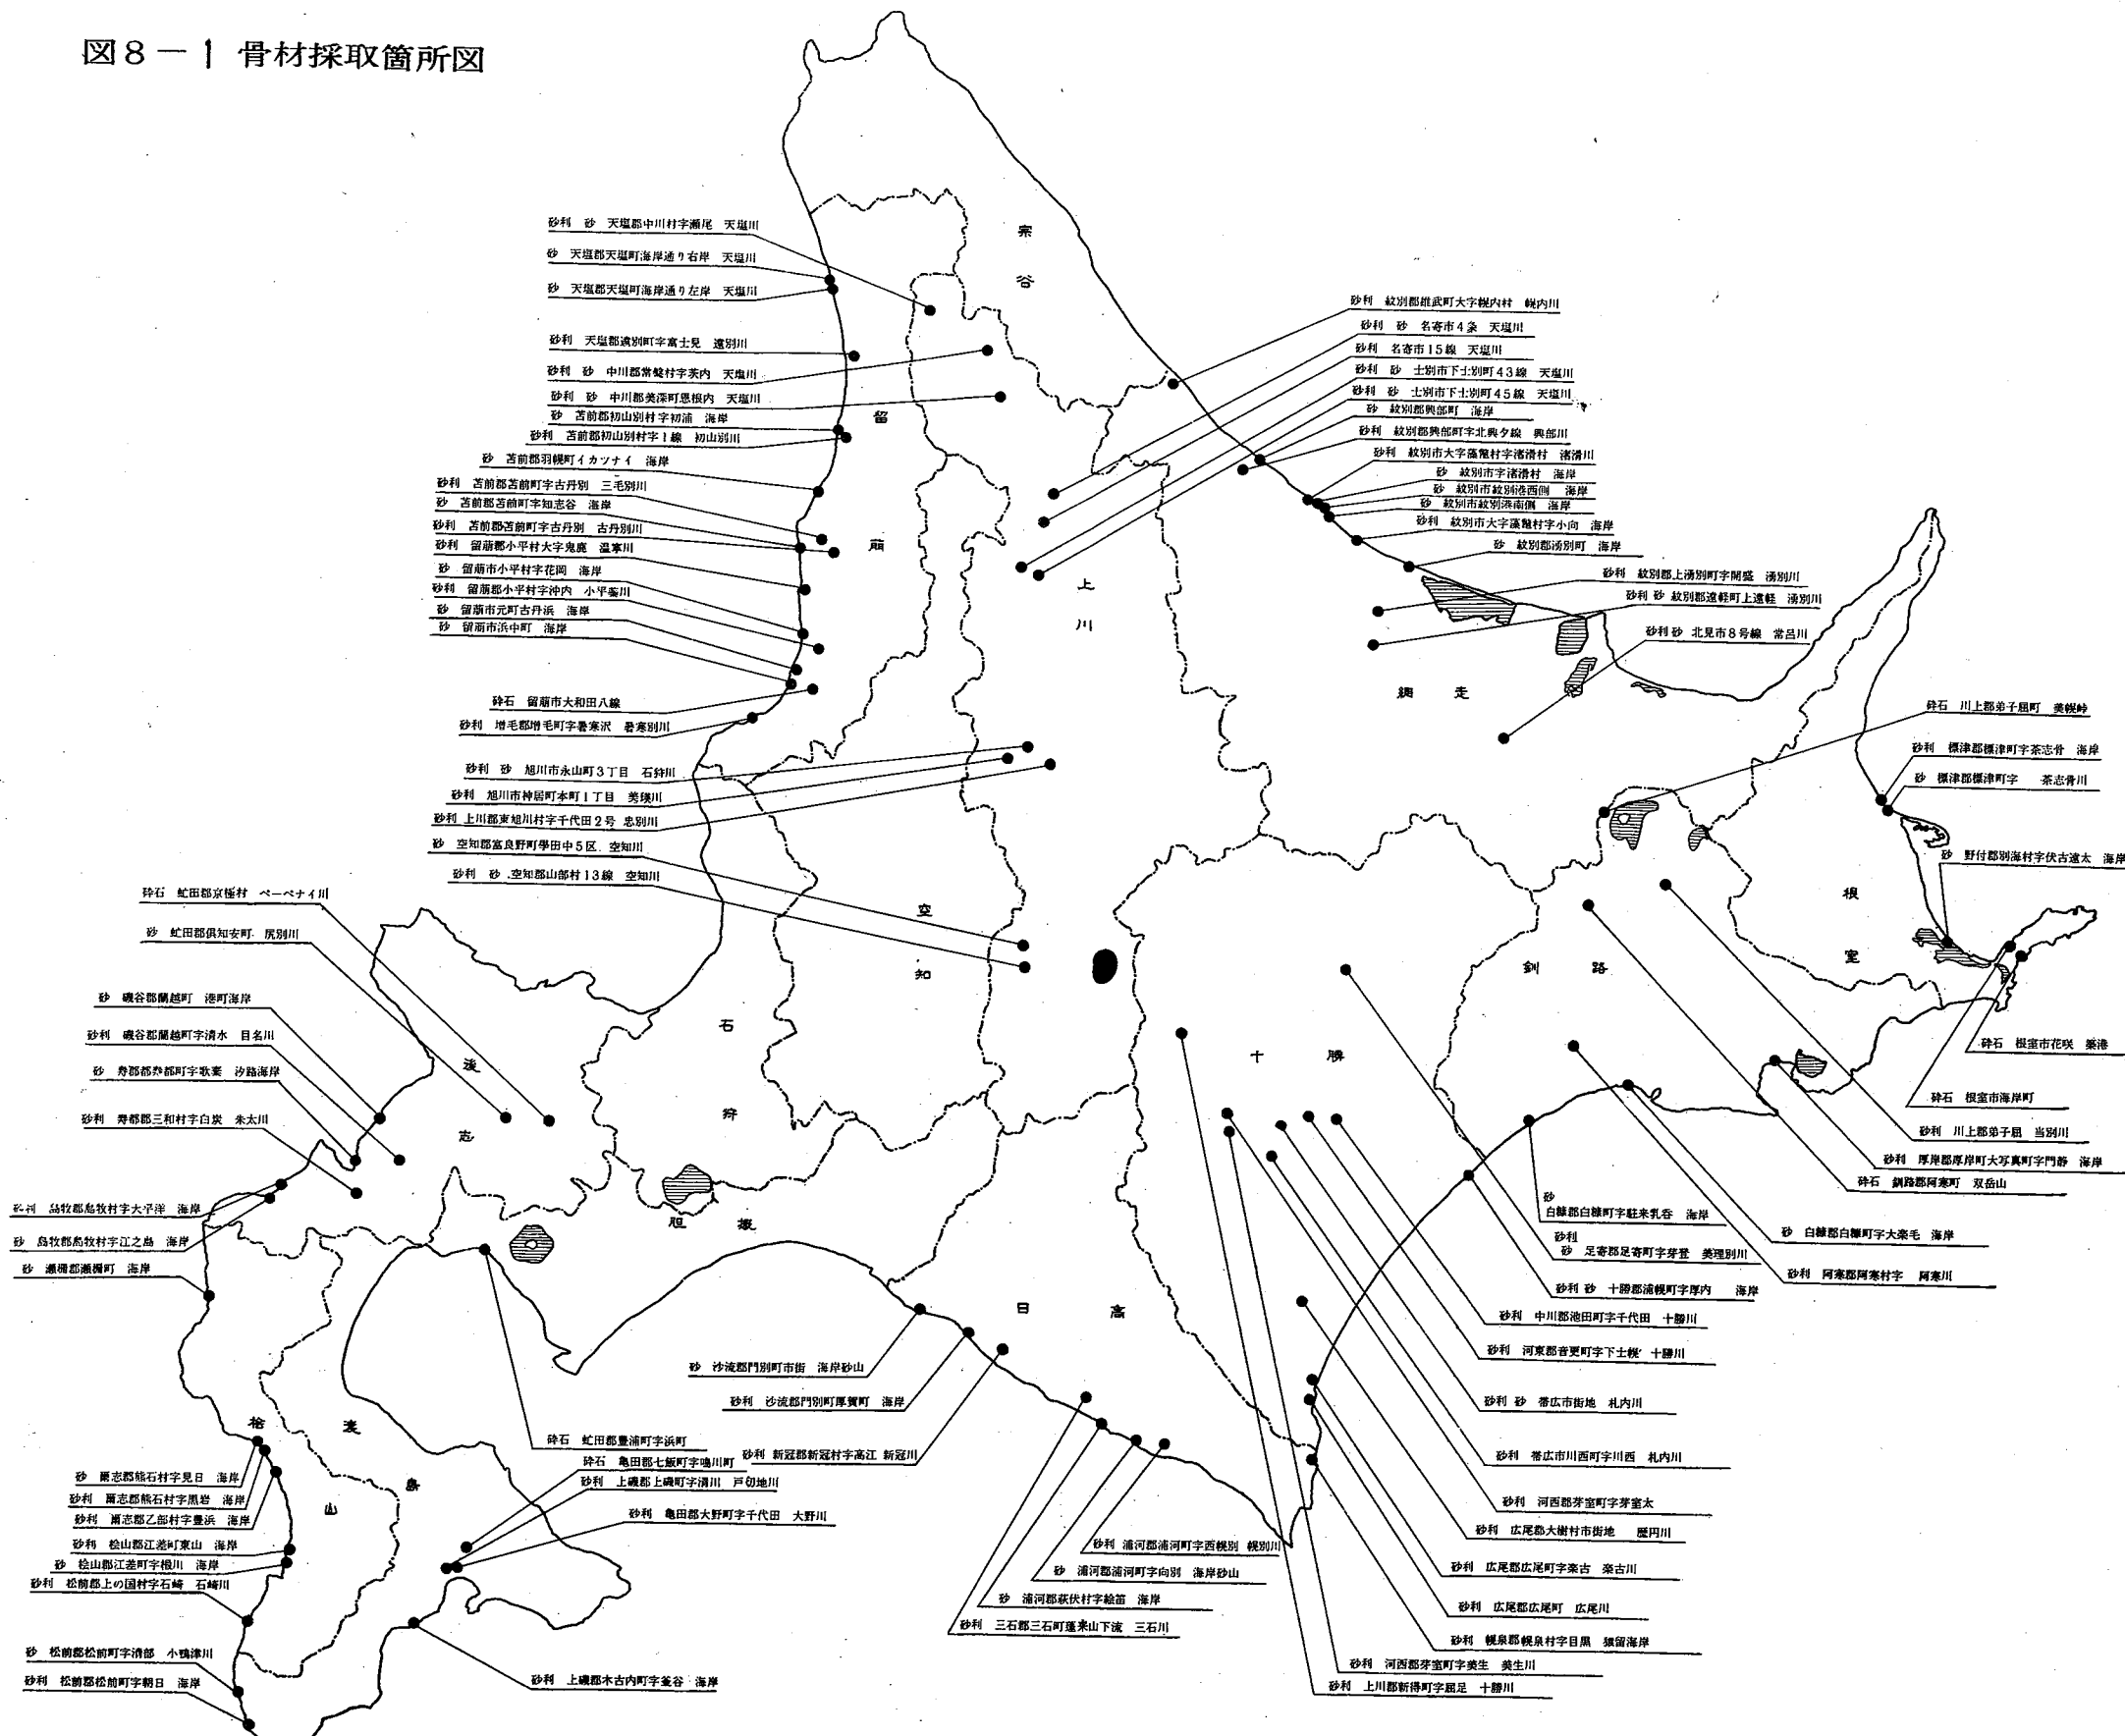 図8－1 骨材採取箇所図
砂利 砂 天塩郡中川村字瀬尾 天塩川
砂 天塩郡天塩町海岸通り右岸 天塩川
砂 天塩郡天塩町海岸通り左岸 天塩川
砂利 天塩郡遠別町字富士見 遠別川
砂利 砂 中川郡常盤村字茨内 天塩川
砂利 砂 中川郡美深町恩根内 天塩川
砂 苫前郡初山別村字初浦 海岸
砂利 苫前郡初山別村字1線 初山別川
砂 苫前郡羽幌町イカツナイ 海岸
砂利 苫前郡苫前町字古丹別 三毛別川
砂 苫前郡苫前町字知志谷 海岸
砂利 苫前郡苫前町字古丹別 古丹別川
砂利 留萠郡小平村大字鬼鹿 温寧川
砂 留萠市小平村字花岡 海岸
砂利 留萠郡小平村字沖内 小平蘂川
砂 留萠市元町古丹浜 海岸
砂 留萠市浜中町 海岸
砕石 留萠市大和田八線
砂利 増毛郡増毛町字暑寒沢 暑寒別川
砂利 砂 旭川市永山町3丁目 石狩川
砂利 旭川市神居町本町1丁目 美瑛川
砂利 上川郡東旭川村字千代田2号 忠別川
砂 空知郡富良野町学田中5区 空知川
砂利 砂 空知郡山部村13線 空知川
宗谷
留萠
上川
網走
空知
石狩
後志
胆振
日高
十勝
釧路
根室
桧山
渡島
砂利 紋別郡雄武町大字幌内村 幌内川
砂利 砂 名寄市4条 天塩川
砂利 名寄市15線 天塩川
砂利 砂 士別市下士別町43線 天塩川
砂利 砂 士別市下士別町45線 天塩川
砂 紋別郡興部町 海岸
砂利 紋別郡興部町字北興夕線 興部川
砂利 紋別市大字藻鼈村字渚滑村 渚滑川
砂 紋別市字渚滑村 海岸
砂 紋別市紋別港西側 海岸
砂 紋別市紋別港南側 海岸
砂利 紋別市大字藻鼈村字小向 海岸
砂 紋別郡湧別町 海岸
砂利 紋別郡上湧別町字開盛 湧別川
砂利 砂 紋別郡遠軽町上遠軽 湧別川
砂利 砂 北見市8号線 常呂川
砕石 川上郡弟子屈町 美幌峠
砂利 標津郡標津町字茶志骨 海岸
砂 標津郡標津町字 茶志骨川
砂 野付郡別海村字伏古遠太 海岸
砕石 根室市花咲 築港
砕石 根室市海岸町
砂利 川上郡弟子屈 当別川
砂利 厚岸郡厚岸町大写真町字門静 海岸
砕石 釧路郡阿寒町 双岳山
砂 白糠郡白糠町字大楽毛 海岸
砂利 阿寒郡阿寒村字 阿寒川
砂
白糠郡白糠町字駐来乳呑 海岸
砂利
砂 足寄郡足寄町字芽登 美理別川
砂利 砂 十勝郡浦幌町字厚内 海岸
砂利 中川郡池田町字千代田 十勝川
砂利 河東郡音更町字下士幌 十勝川
砂利 砂 帯広市街地 札内川
砂利 帯広市川西町字川西 札内川
砂利 河西郡芽室町字芽室太
砂利 広尾郡大樹村市街地 歴円川
砂利 広尾郡広尾町字楽古 楽古川
砂利 広尾郡広尾町 広尾川
砂利 幌泉郡幌泉村字目黒 猿留海岸
砂利 河西郡芽室町字美生 美生川
砂利 上川郡新得町字屈足 十勝川
砕石 虻田郡京極村 ペーペナイ川
砂 虻田郡倶知安町 尻別川
砂 磯谷郡蘭越町 港町海岸
砂利 磯谷郡蘭越町字清水 目名川
砂 寿都郡寿都町字歌棄 汐路海岸
砂利 寿都郡三和村字白炭 朱太川
砂利 島牧郡島牧村字大平洋 海岸
砂 島牧郡島牧村字江之島 海岸
砂 瀬棚郡瀬棚町 海岸
砂 沙流郡門別町市街 海岸砂山
砂利 沙流郡門別町厚賀町 海岸
砂利 新冠郡新冠村字高江 新冠川
砕石 虻田郡豊浦町字浜町
砕石 亀田郡七飯町字鳴川町
砂利 上磯郡上磯町字清川 戸切地川
砂利 亀田郡大野町字千代田 大野川
砂利 浦河郡浦河町字西幌別 幌別川
砂 浦河郡浦河町字向別 海岸砂山
砂 浦河郡荻伏村字絵笛 海岸
砂利 三石郡三石町蓬来山下流 三石川
砂 爾志郡熊石村字見日 海岸
砂利 爾志郡熊石村字黒岩 海岸
砂利 爾志郡乙部村字豊浜 海岸
砂利 桧山郡江差町東山 海岸
砂 桧山郡江差町字椴川 海岸
砂利 松前郡上の国村字石崎 石崎川
砂 松前郡松前町字清部 小鴨津川
砂利 松前郡松前町字朝日 海岸
砂利 上磯郡木古内町字釜谷 海岸